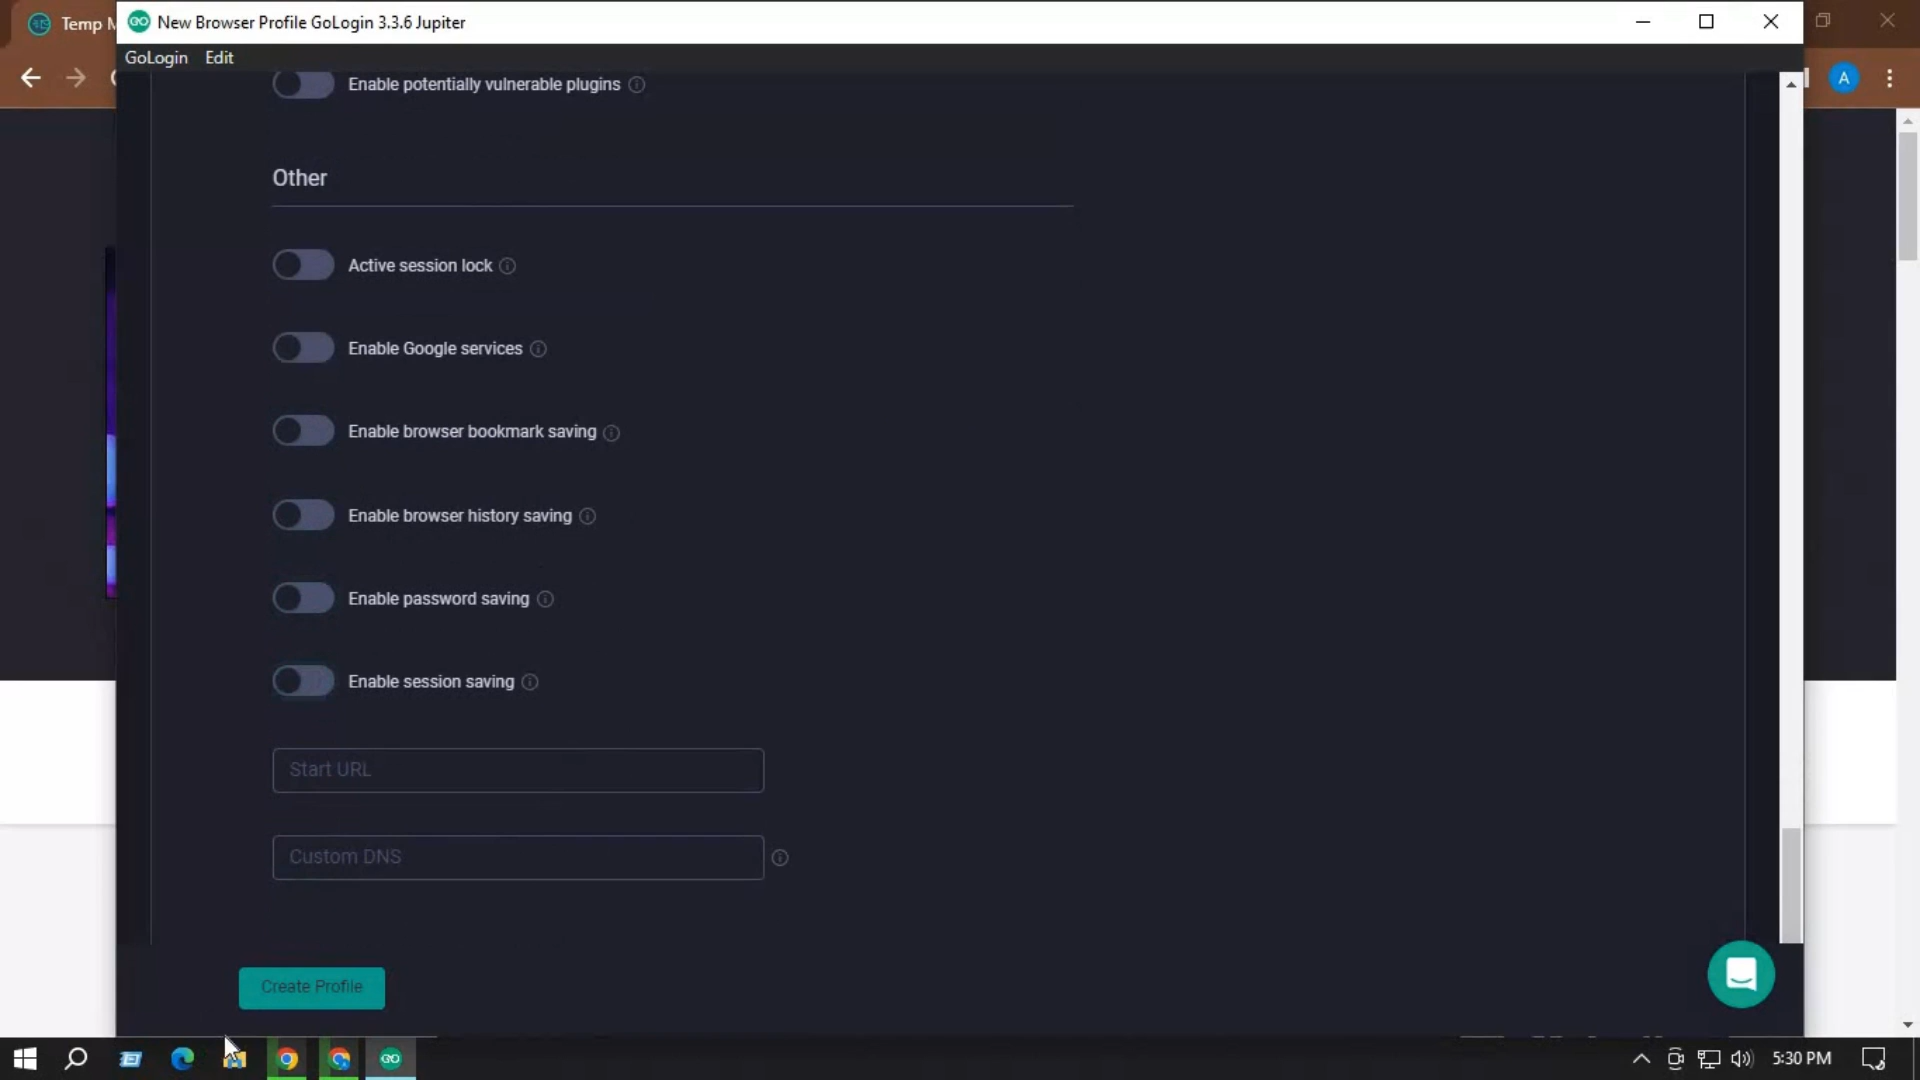 Temp M
New Browser Profile GoLogin 3.3.6 Jupiter
GoLogin Edit
A
Enable potentially vulnerable plugins
Other
Active session lock
Enable Google services
Enable browser bookmark saving
Enable browser history saving
Enable password saving
Enable session saving
Start URL
Custom DNS
Create Profile
GO
5:30 PM